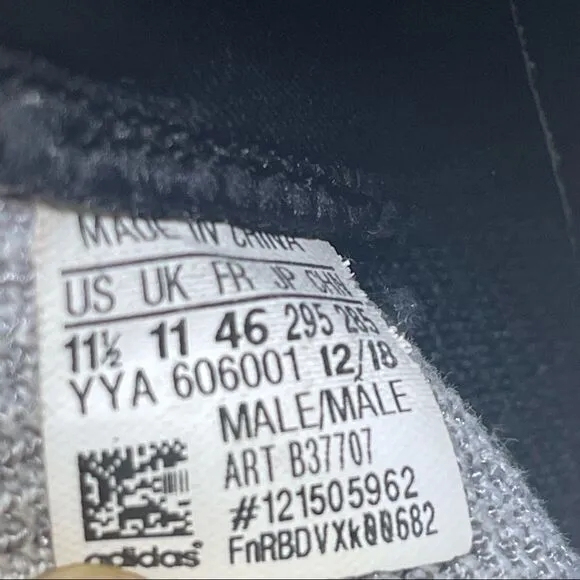 MADE IN CHINA
US UK FR JP CHN
11½ 11 46 295 285
YYA 606001 12/18
MALE/MÂLE
ART B37707
#121505962
FnRBDVXk00682
adidas